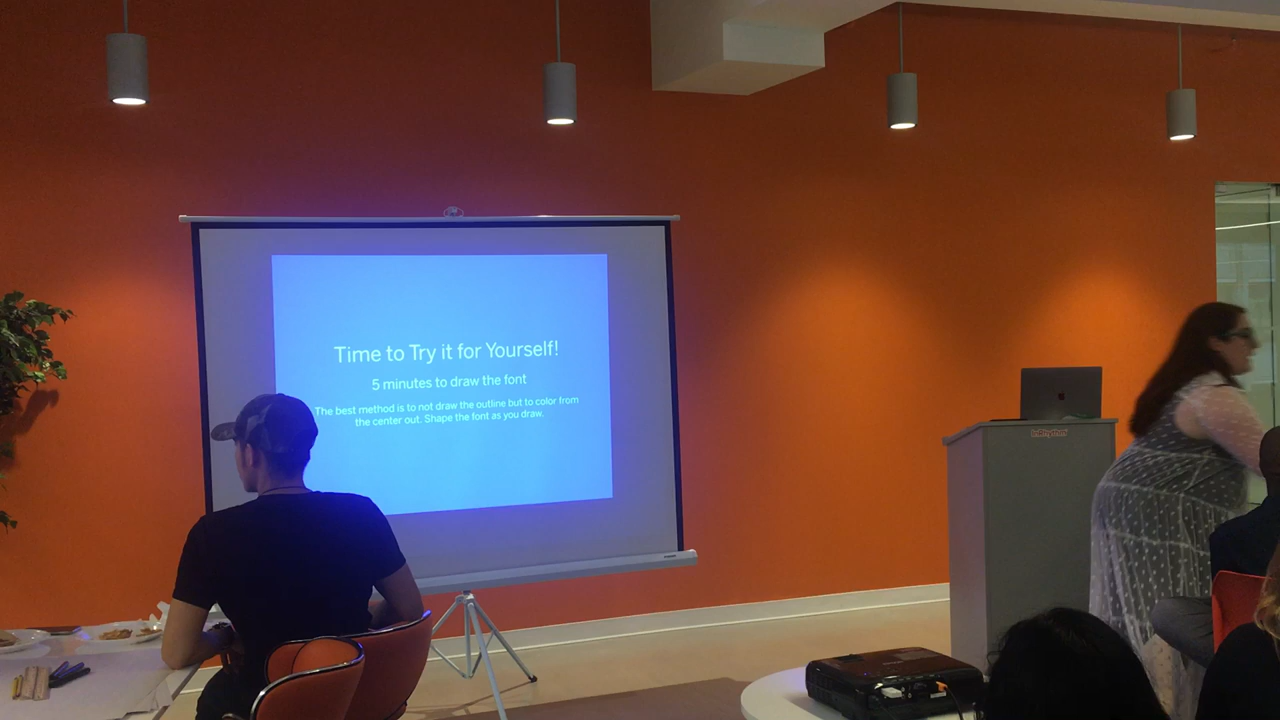 Time to Try it for Yourself!
5 minutes to draw the font
The best method is to not draw the outline but to color from
the center out. Shape the font as you draw.
InRhythm